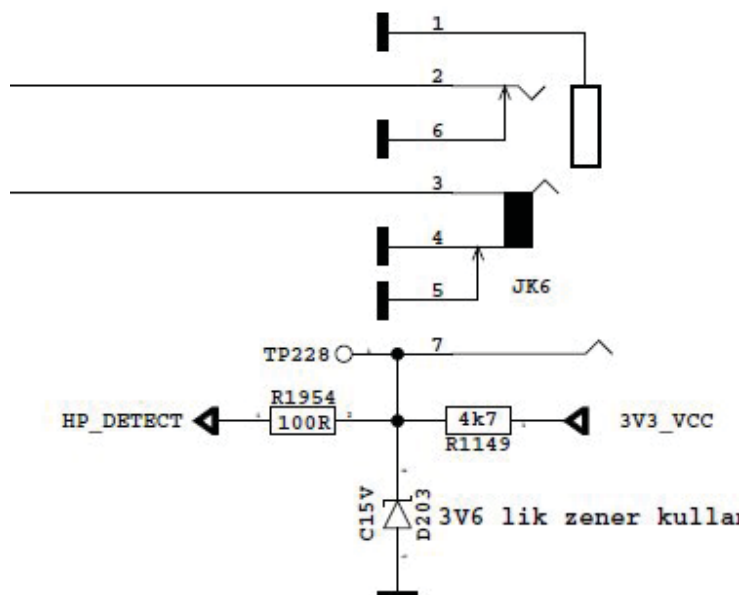 1
2
6
3
4
JK6
5
7
TP228
R1954
HP_DETECT
100R
4k7
3V3_VCC
R1149
C15V
D203
3V6 lik zener